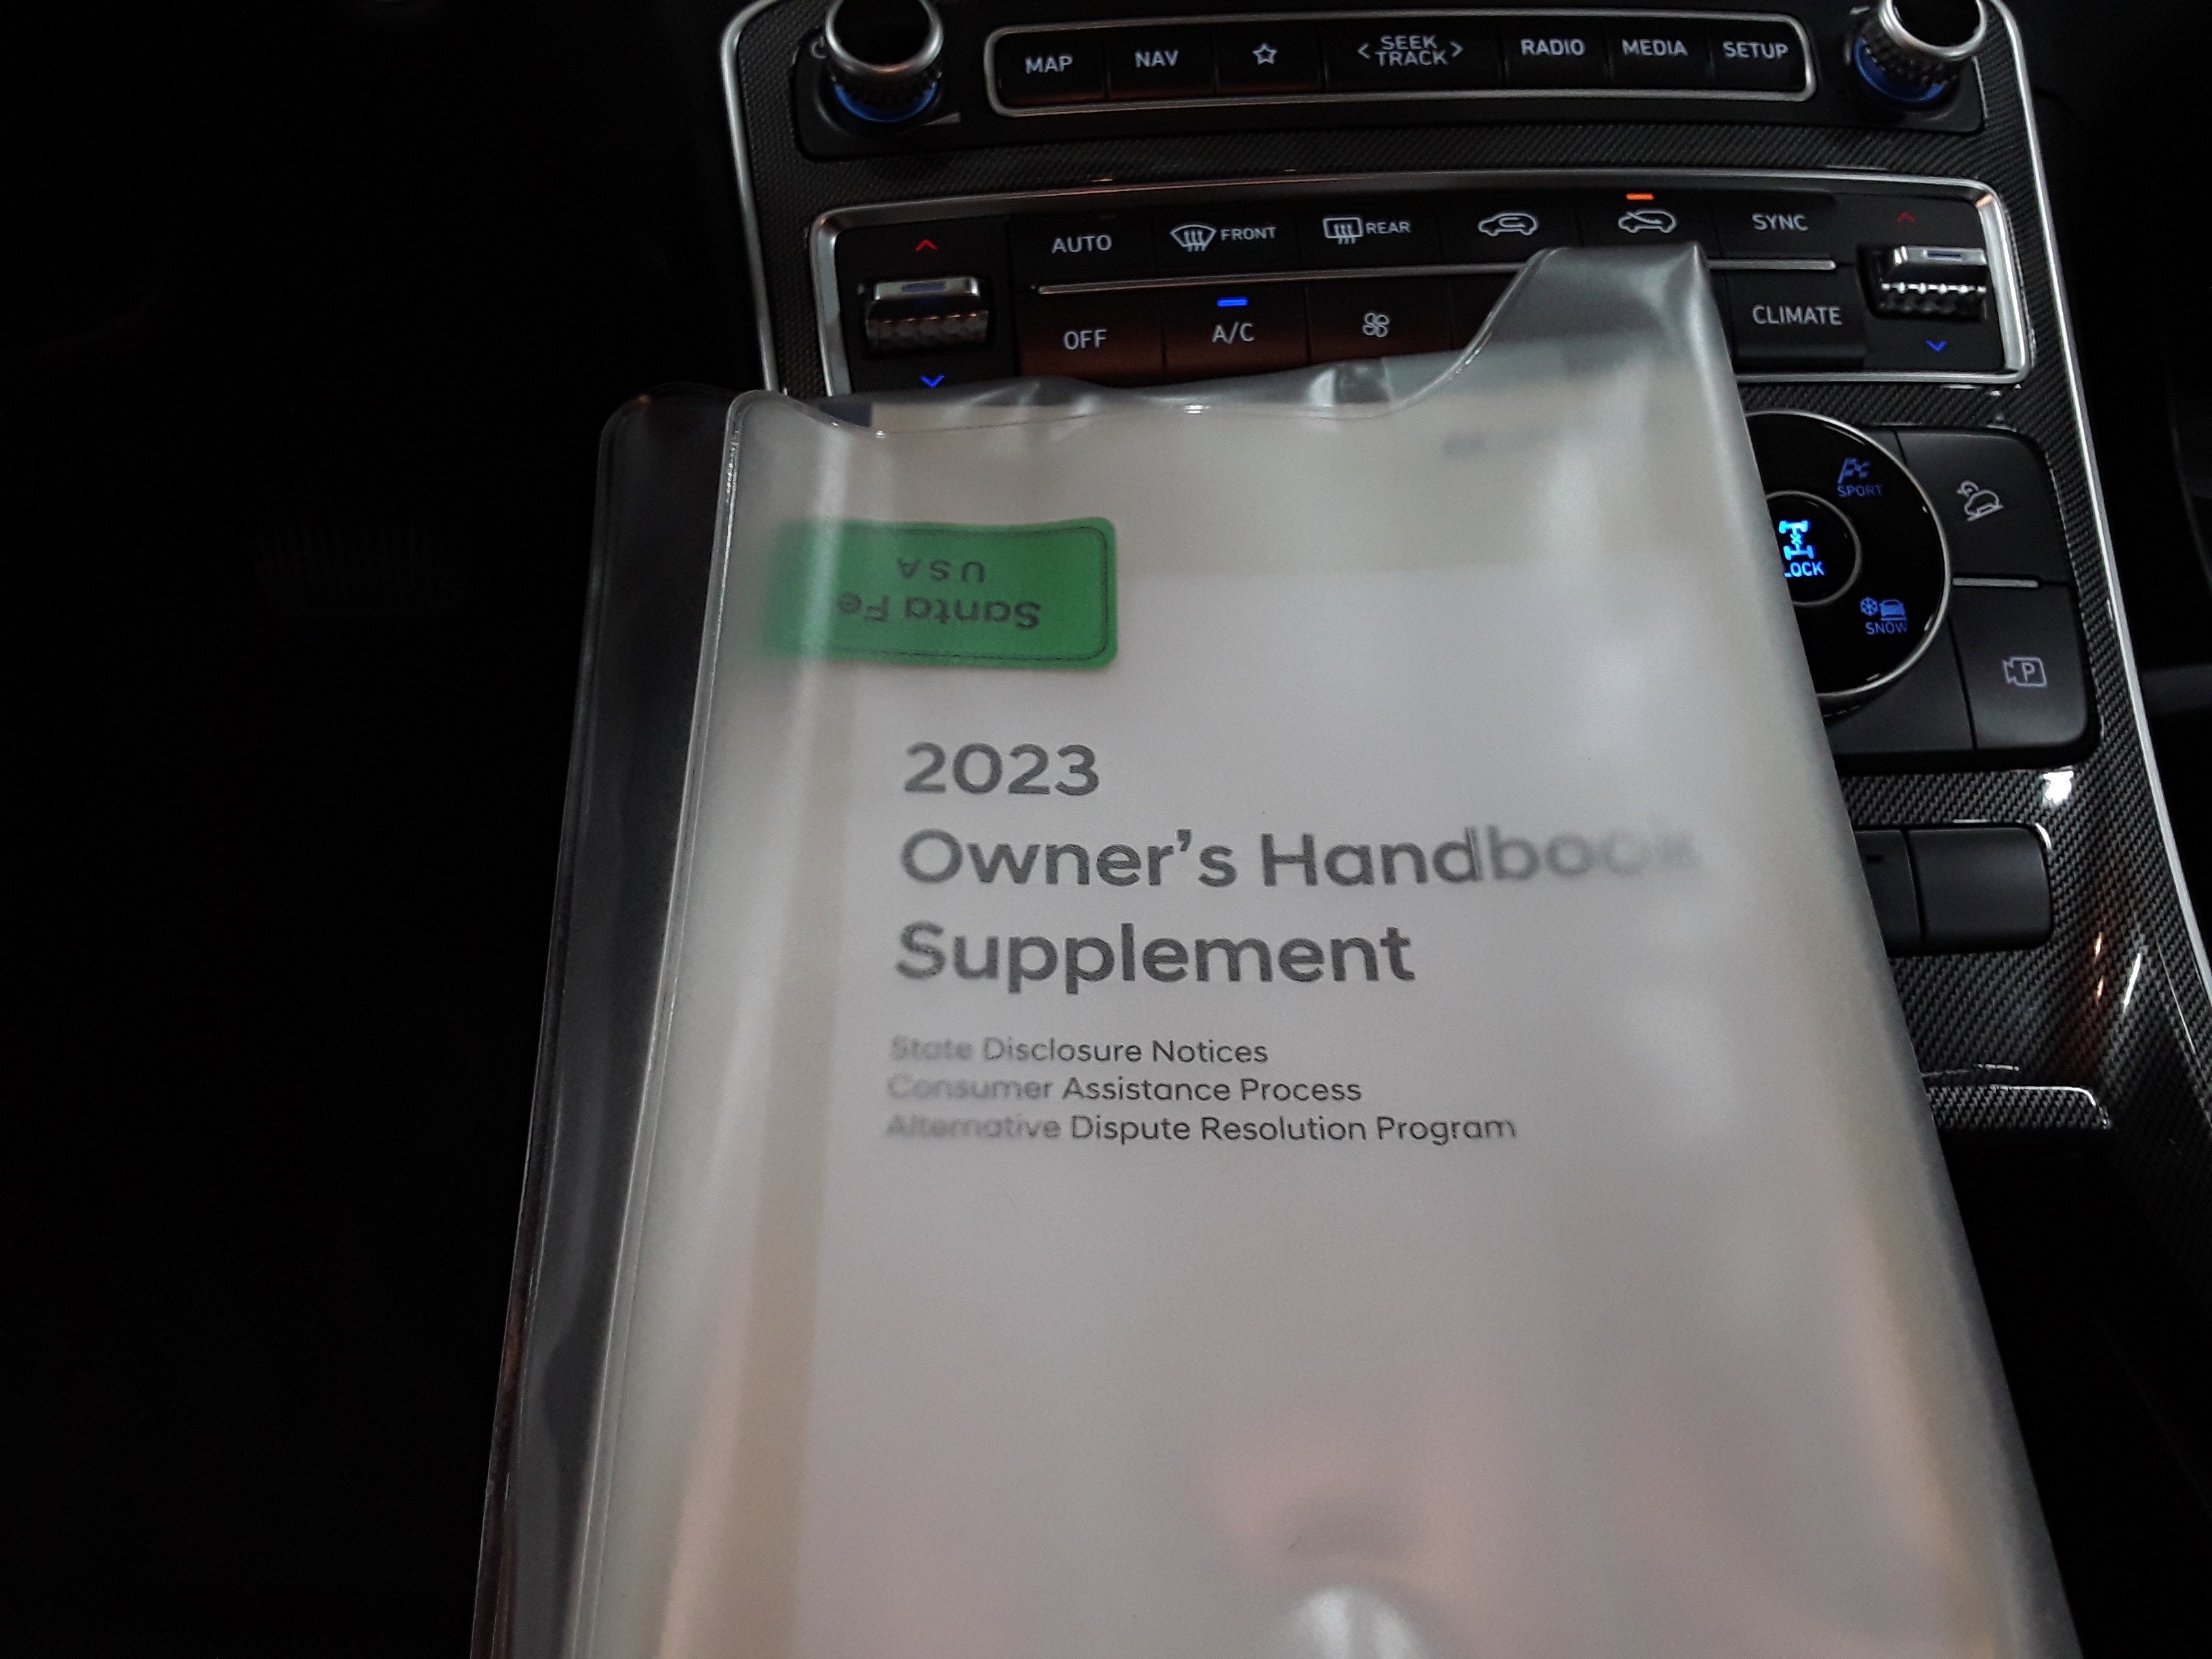 MAP NAV SEEK TRACK RADIO MEDIA SETUP
AUTO FRONT REAR SYNC
OFF A/C CLIMATE
SPORT
LOCK
SNOW
P
Santa Fe
USA
2023
Owner's Handbook
Supplement
State Disclosure Notices
Consumer Assistance Process
Alternative Dispute Resolution Program